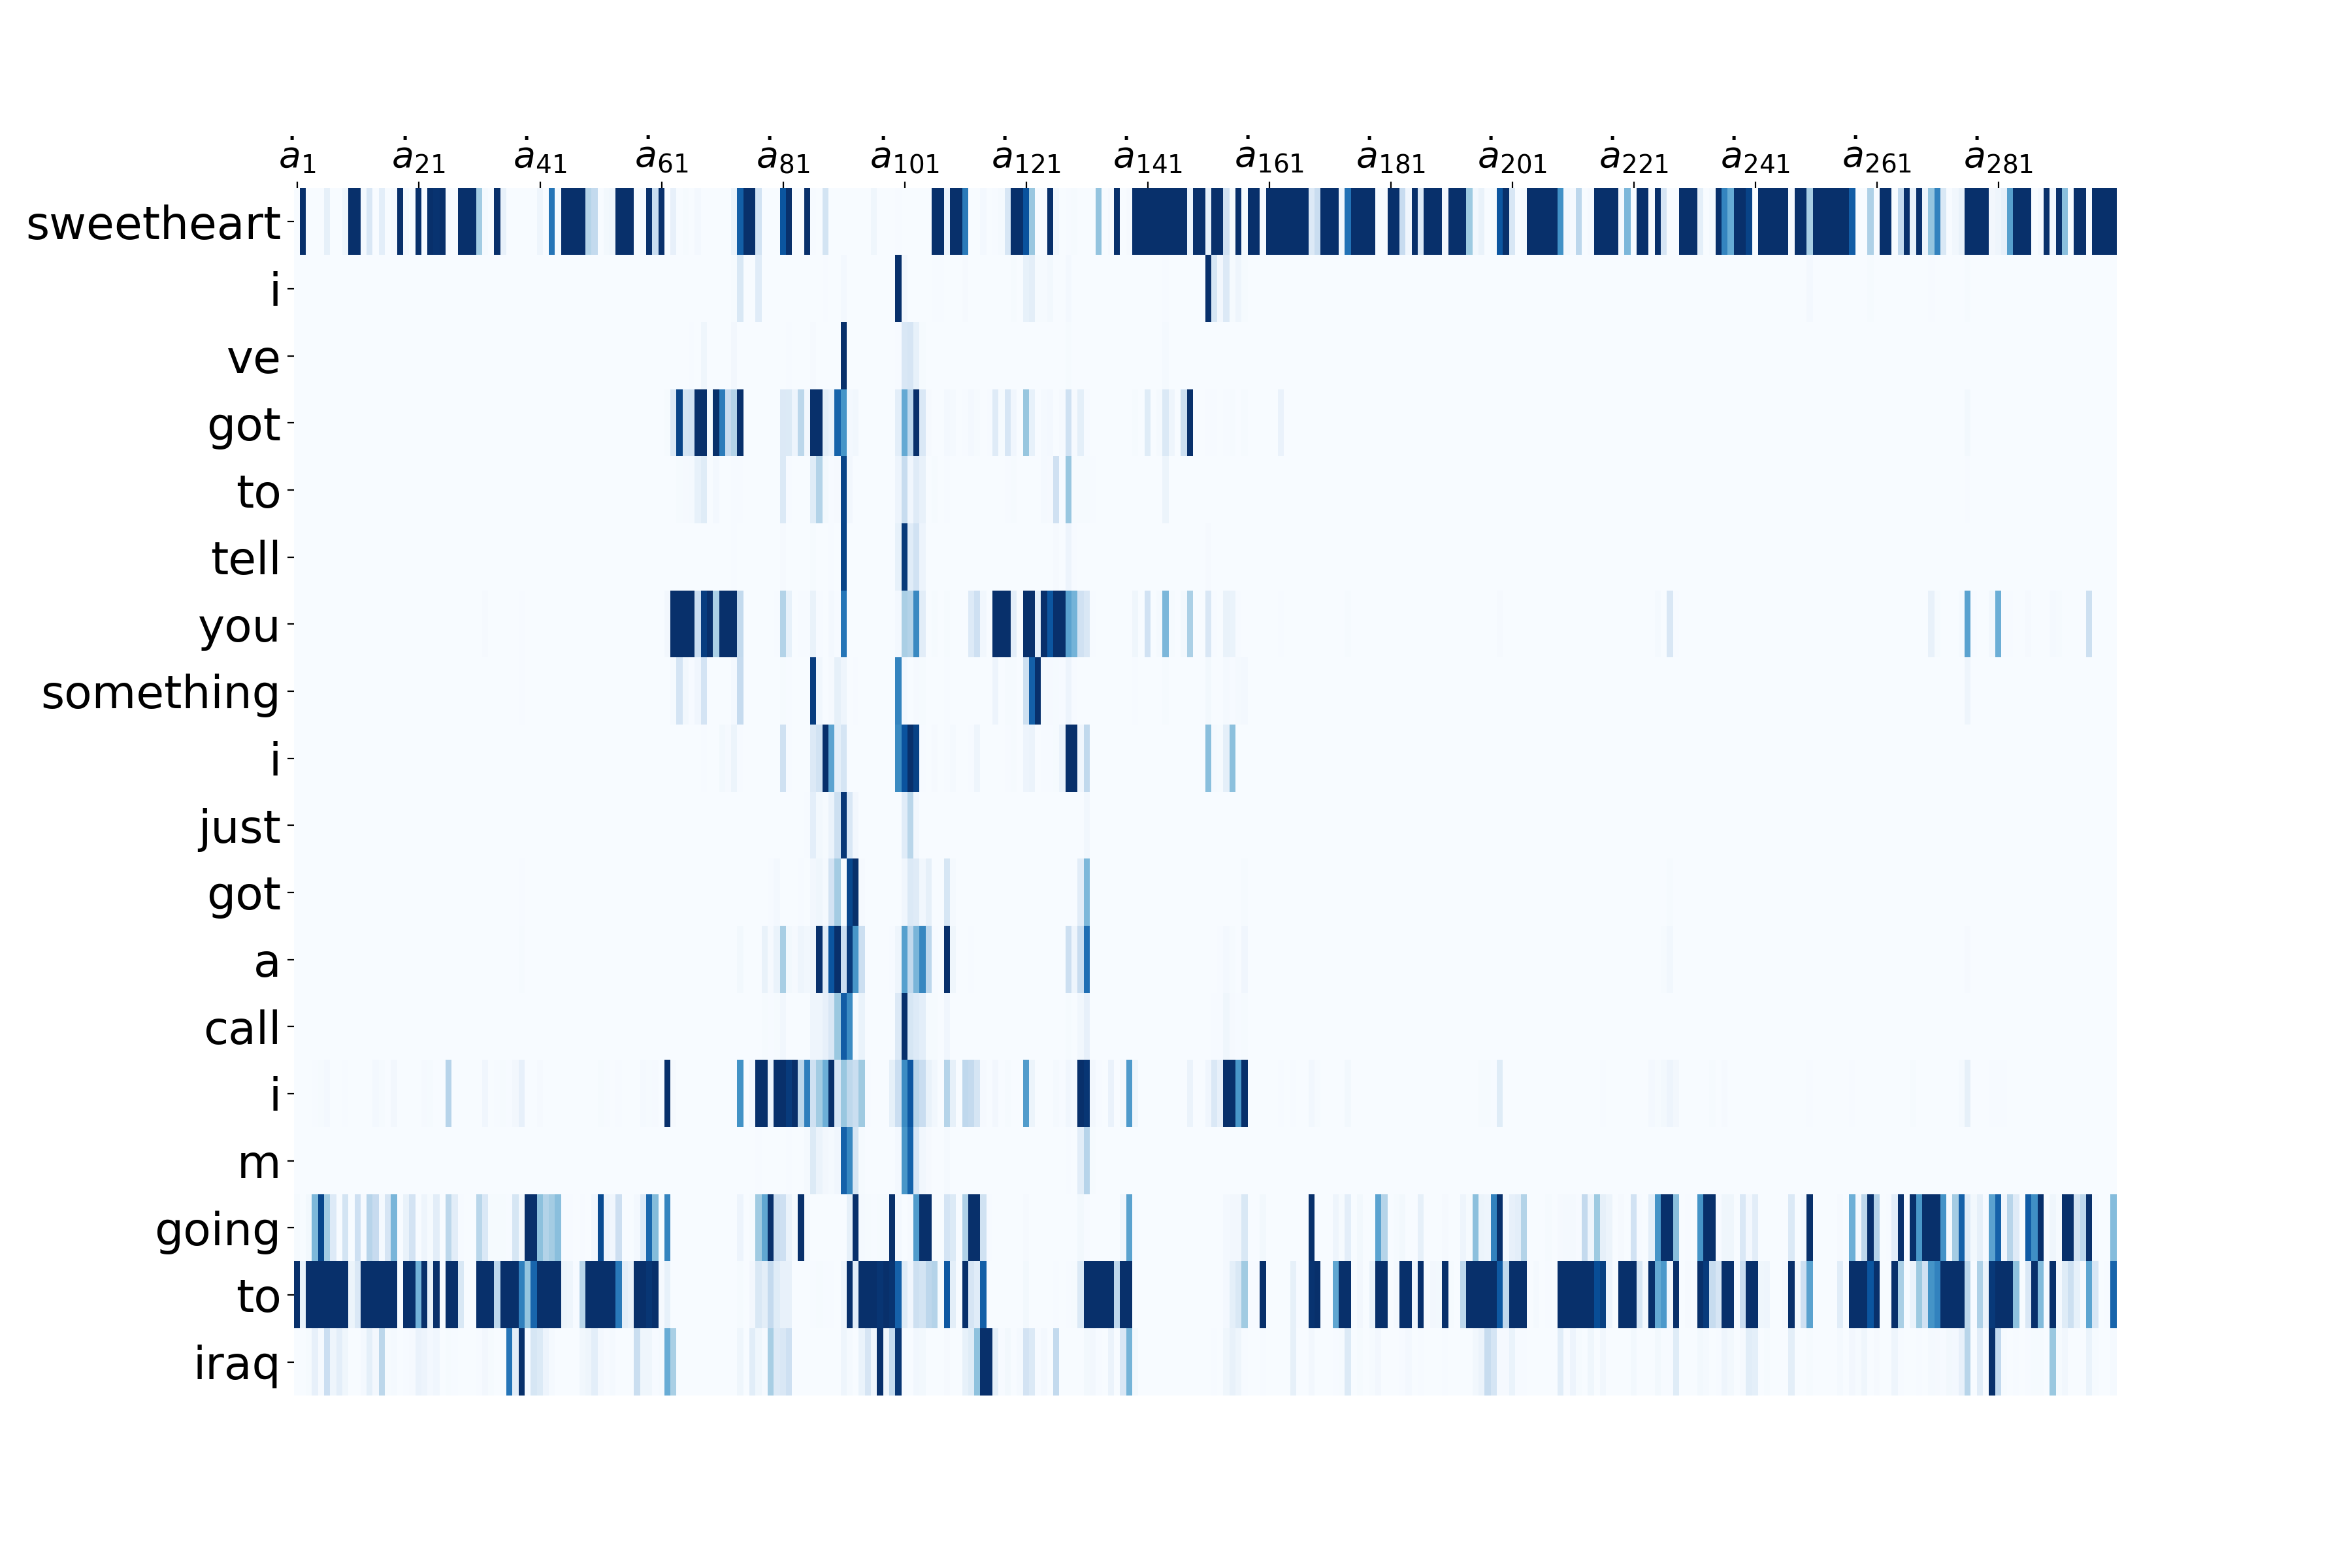 ȧ1 ȧ21 ȧ41 ȧ61 ȧ81 ȧ101 ȧ121 ȧ141 ȧ161 ȧ181 ȧ201 ȧ221 ȧ241 ȧ261 ȧ281
sweetheart
i
ve
got
to
tell
you
something
i
just
got
a
call
i
m
going
to
iraq